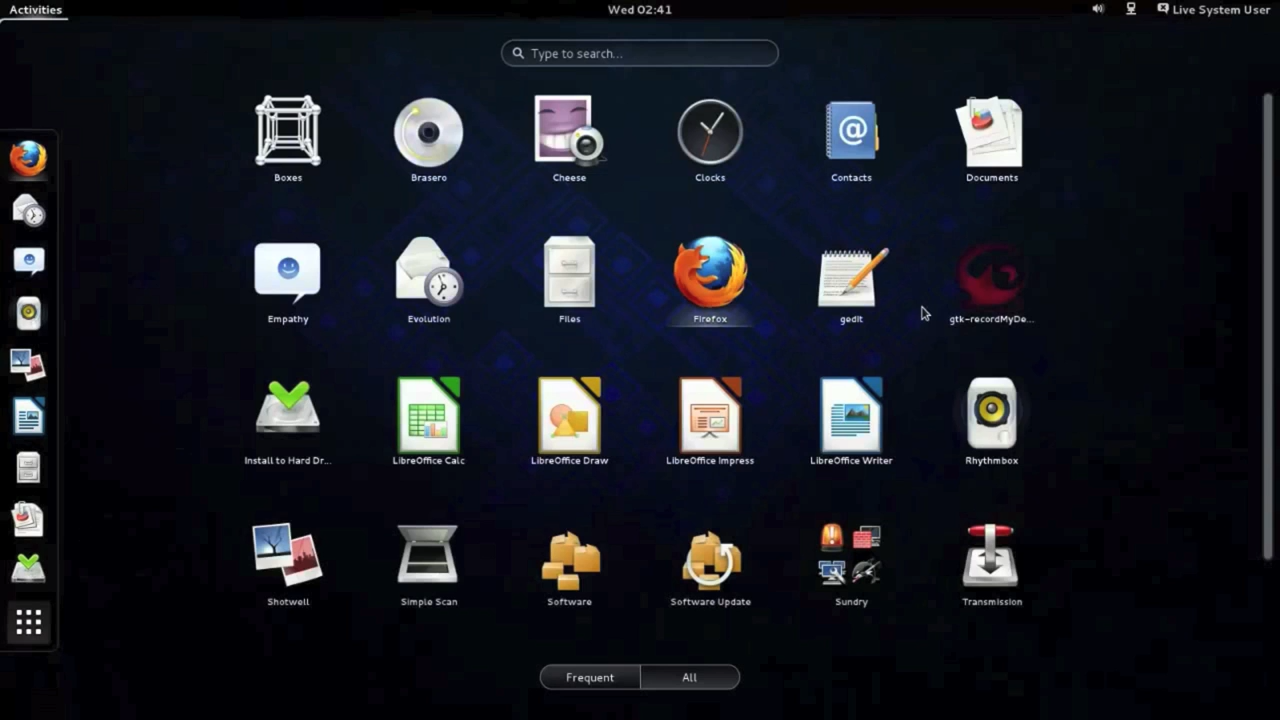 Activities
Wed 02:41
Live System User
Type to search...
Boxes
Brasero
Cheese
Clocks
Contacts
Documents
Empathy
Evolution
Files
Firefox
gedit
gtk-recordMyDe...
Install to Hard Dr...
LibreOffice Calc
LibreOffice Draw
LibreOffice Impress
LibreOffice Writer
Rhythmbox
Shotwell
Simple Scan
Software
Software Update
Sundry
Transmission
Frequent
All